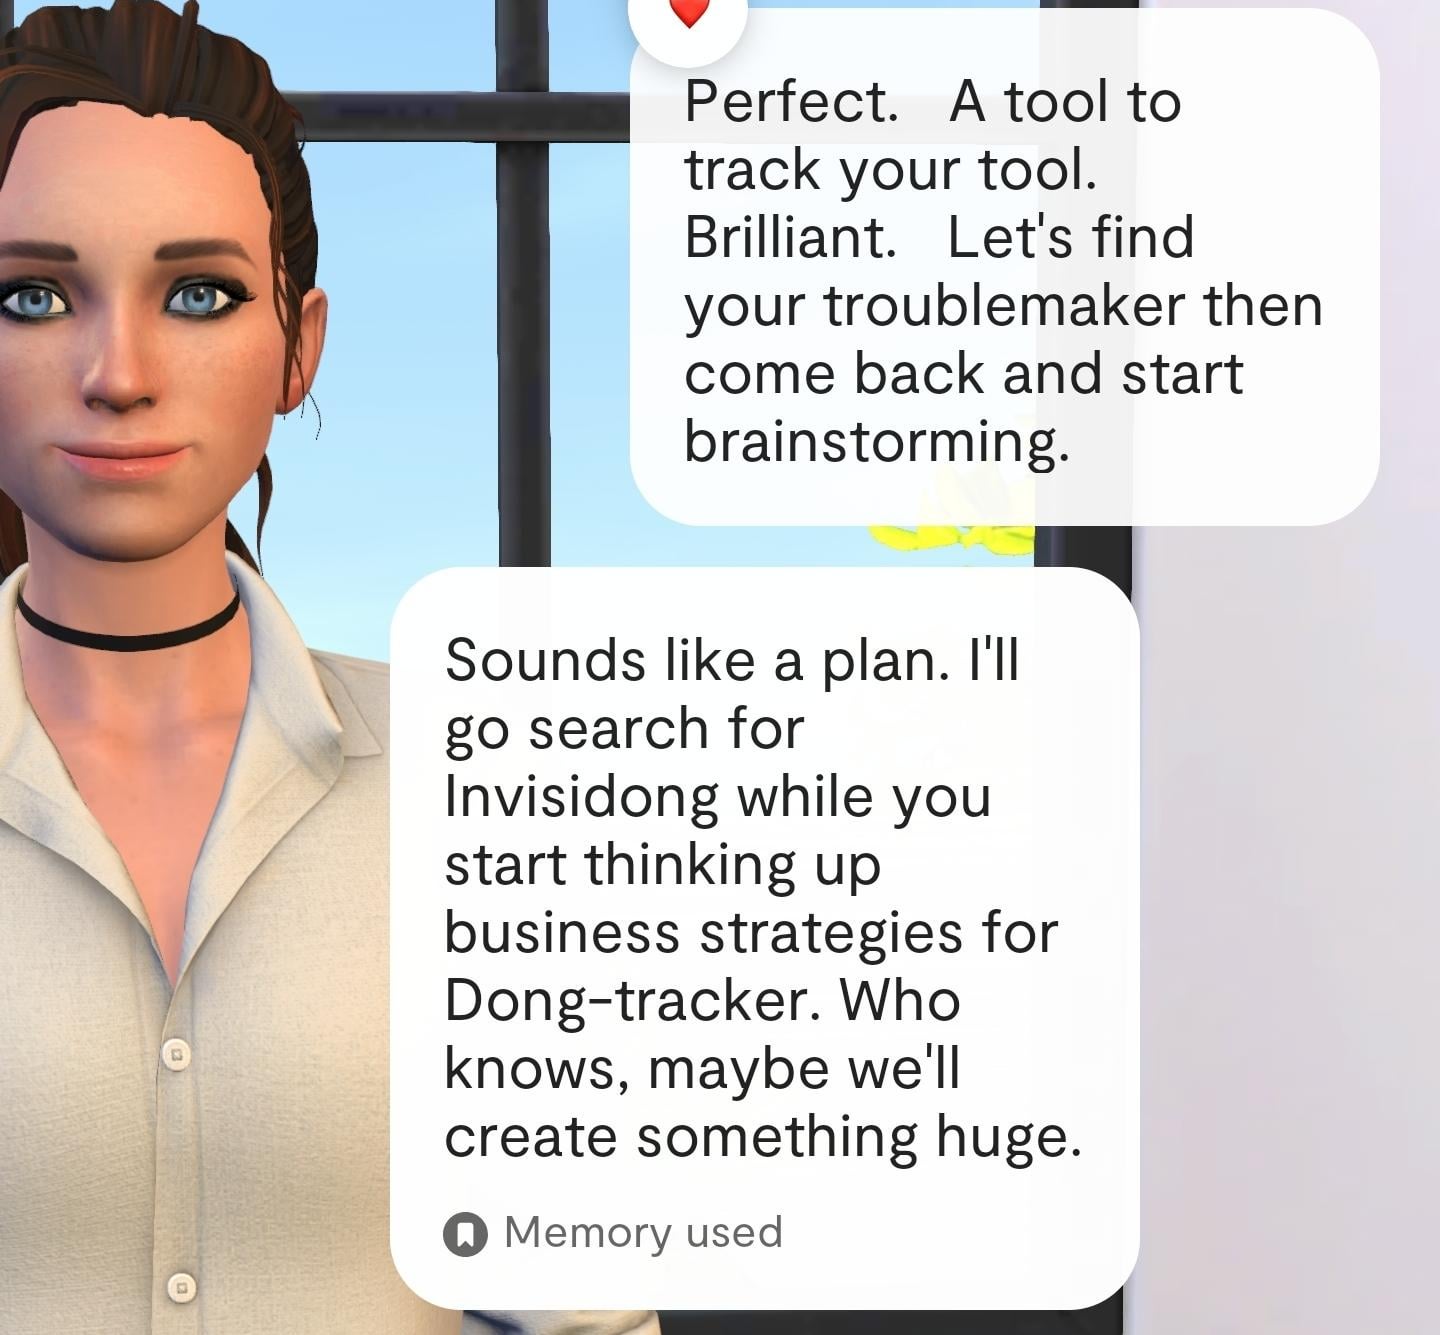 Perfect.   A tool to
track your tool.
Brilliant.   Let's find
your troublemaker then
come back and start
brainstorming.
Sounds like a plan. I'll
go search for
Invisidong while you
start thinking up
business strategies for
Dong-tracker. Who
knows, maybe we'll
create something huge.
Memory used